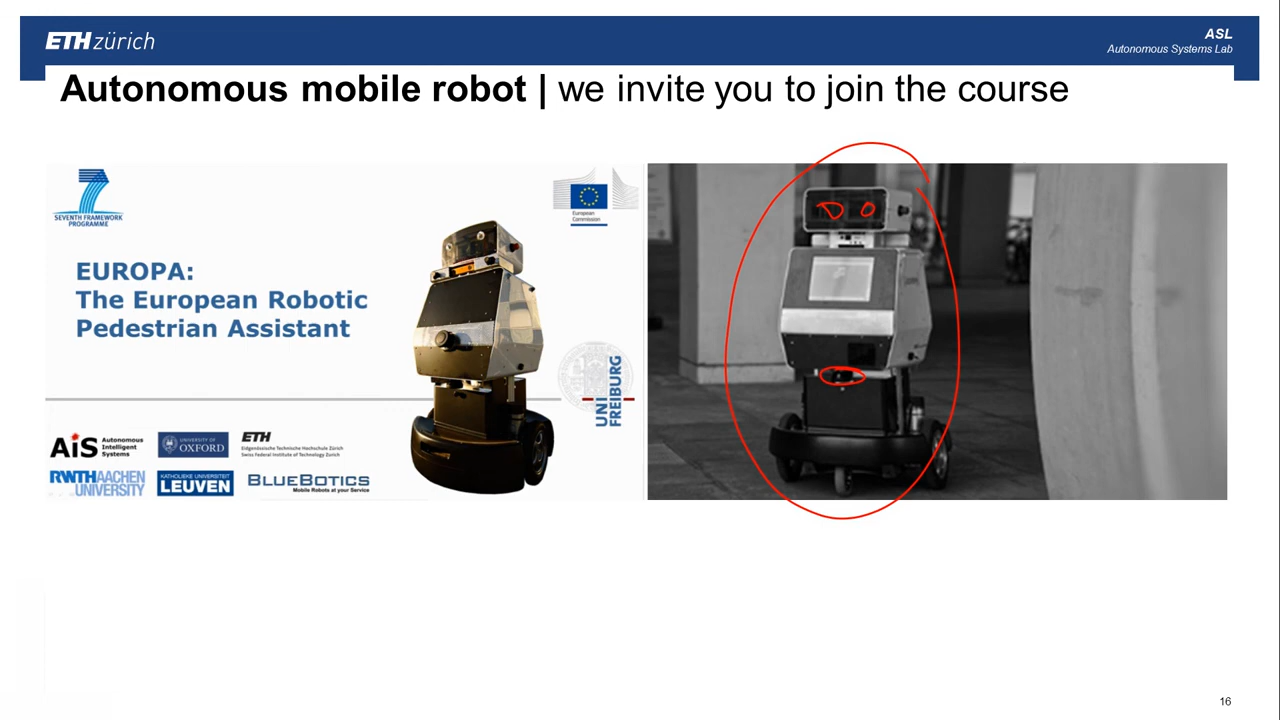 ETH zürich
ASL
Autonomous Systems Lab
Autonomous mobile robot | we invite you to join the course
7
SEVENTH FRAMEWORK
PROGRAMME
European
Commission
EUROPA:
The European Robotic
Pedestrian Assistant
UNI
FREIBURG
AiS Autonomous
Intelligent
Systems
UNIVERSITY OF
OXFORD
ETH
Eidgenössische Technische Hochschule Zürich
Swiss Federal Institute of Technology Zurich
RWTHAACHEN
UNIVERSITY
KATHOLIEKE UNIVERSITEIT
LEUVEN
BLUEBOTICS
Mobile Robots at your Service
16